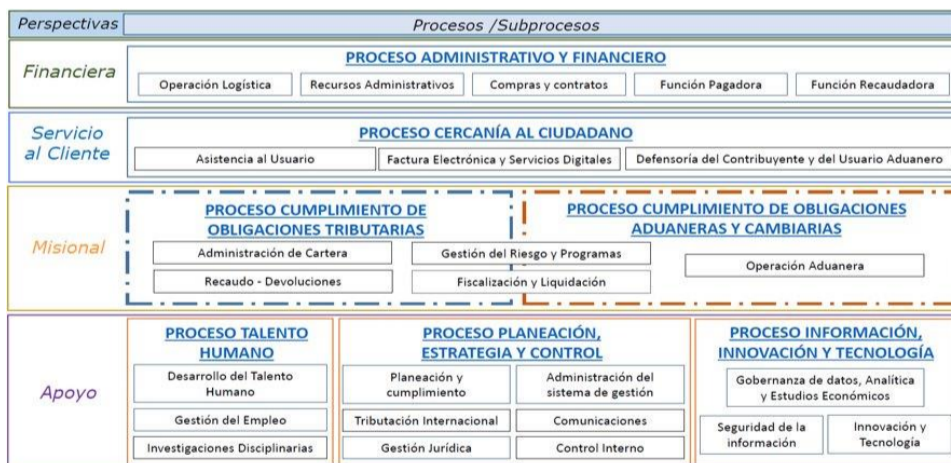 Perspectivas
Procesos /Subprocesos
Financiera
PROCESO ADMINISTRATIVO Y FINANCIERO
Operación Logística
Recursos Administrativos
Compras y contratos
Función Pagadora
Función Recaudadora
Servicio
al Cliente
PROCESO CERCANÍA AL CIUDADANO
Asistencia al Usuario
Factura Electrónica y Servicios Digitales
Defensoría del Contribuyente y del Usuario Aduanero
Misional
PROCESO CUMPLIMIENTO DE
OBLIGACIONES TRIBUTARIAS
Administración de Cartera
Recaudo - Devoluciones
Gestión del Riesgo y Programas
Fiscalización y Liquidación
PROCESO CUMPLIMIENTO DE OBLIGACIONES
ADUANERAS Y CAMBIARIAS
Operación Aduanera
Apoyo
PROCESO TALENTO
HUMANO
Desarrollo del Talento
Humano
Gestión del Empleo
Investigaciones Disciplinarias
PROCESO PLANEACIÓN,
ESTRATEGIA Y CONTROL
Planeación y
cumplimiento
Administración del
sistema de gestión
Tributación Internacional
Comunicaciones
Gestión Jurídica
Control Interno
PROCESO INFORMACIÓN,
INNOVACIÓN Y TECNOLOGÍA
Gobernanza de datos, Analítica
y Estudios Económicos
Seguridad de la
información
Innovación y
Tecnología